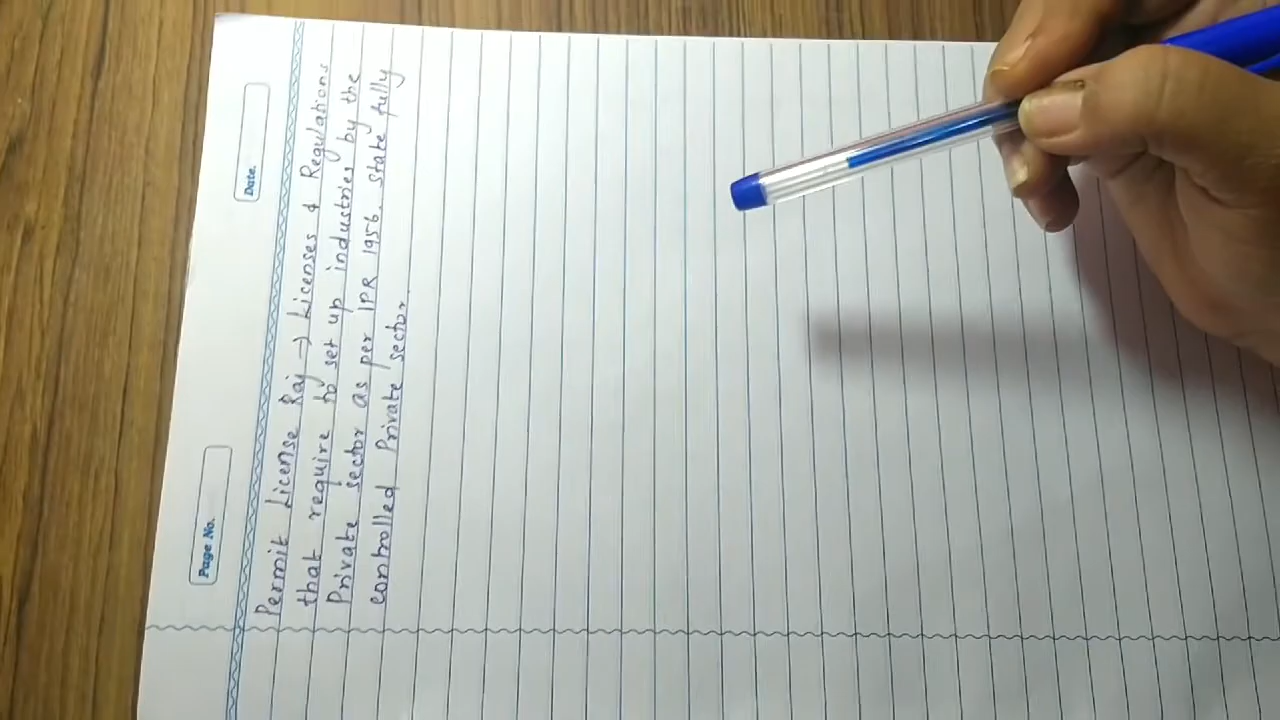 Page No.
Date.
Permit License Raj → Licenses & Regulations
that require to set up industries by the
Private sector as per IPR 1956. State fully
controlled Private sector.